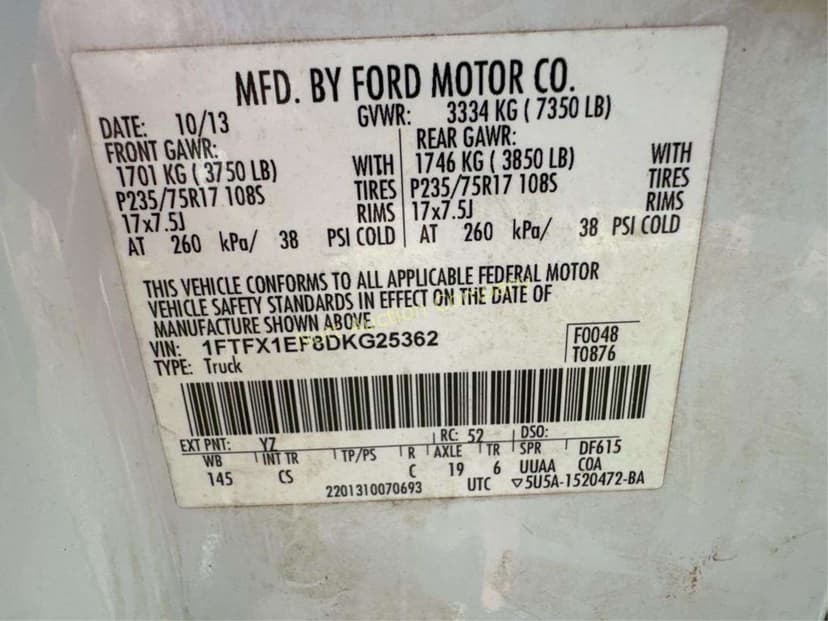 MFD. BY FORD MOTOR CO.
DATE: 10/13 GVWR: 3334 KG ( 7350 LB)
FRONT GAWR: REAR GAWR:
1701 KG ( 3750 LB) WITH 1746 KG ( 3850 LB) WITH
P235/75R17 108S TIRES P235/75R17 108S TIRES
17x7.5J RIMS 17x7.5J RIMS
AT 260 kPa/ 38 PSI COLD AT 260 kPa/ 38 PSI COLD
THIS VEHICLE CONFORMS TO ALL APPLICABLE FEDERAL MOTOR
VEHICLE SAFETY STANDARDS IN EFFECT ON THE DATE OF
MANUFACTURE SHOWN ABOVE.
VIN: 1FTFX1EF8DKG25362 F0048
TYPE: Truck T0876
EXT PNT: YZ RC: 52 DSO:
WB INT TR TP/PS R AXLE TR SPR DF615
145 CS C 19 6 UUAA COA
2201310070693 UTC ▽5U5A-1520472-BA